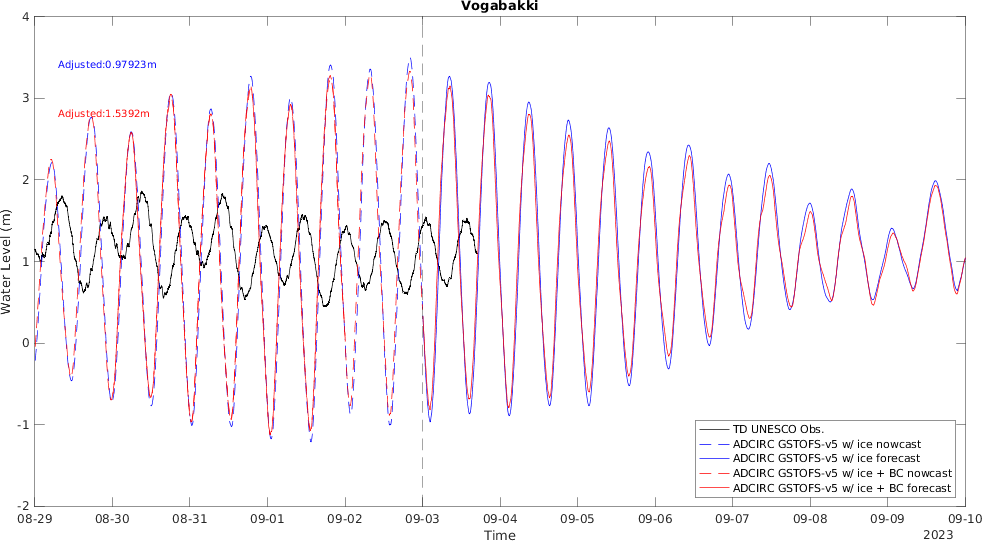 Vogabakki
4
3
2
1
0
-1
-2
Water Level (m)
Adjusted:0.97923m
Adjusted:1.5392m
TD UNESCO Obs.
ADCIRC GSTOFS-v5 w/ ice nowcast
ADCIRC GSTOFS-v5 w/ ice forecast
ADCIRC GSTOFS-v5 w/ ice + BC nowcast
ADCIRC GSTOFS-v5 w/ ice + BC forecast
08-29 08-30 08-31 09-01 09-02 09-03 09-04 09-05 09-06 09-07 09-08 09-09 09-10
Time
2023